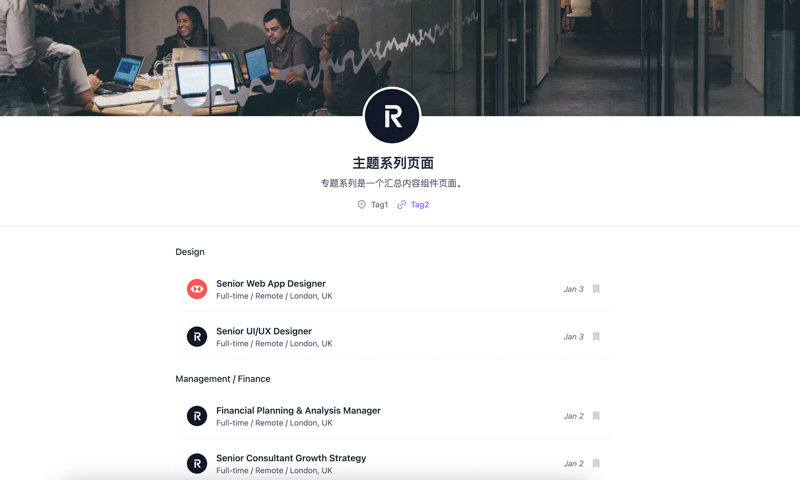 R
主题系列页面
专题系列是一个汇总内容组件页面。
Tag1 Tag2
Design
Senior Web App Designer
Full-time / Remote / London, UK
Jan 3
R
Senior UI/UX Designer
Full-time / Remote / London, UK
Jan 3
Management / Finance
R
Financial Planning & Analysis Manager
Full-time / Remote / London, UK
Jan 2
R
Senior Consultant Growth Strategy
Full-time / Remote / London, UK
Jan 2